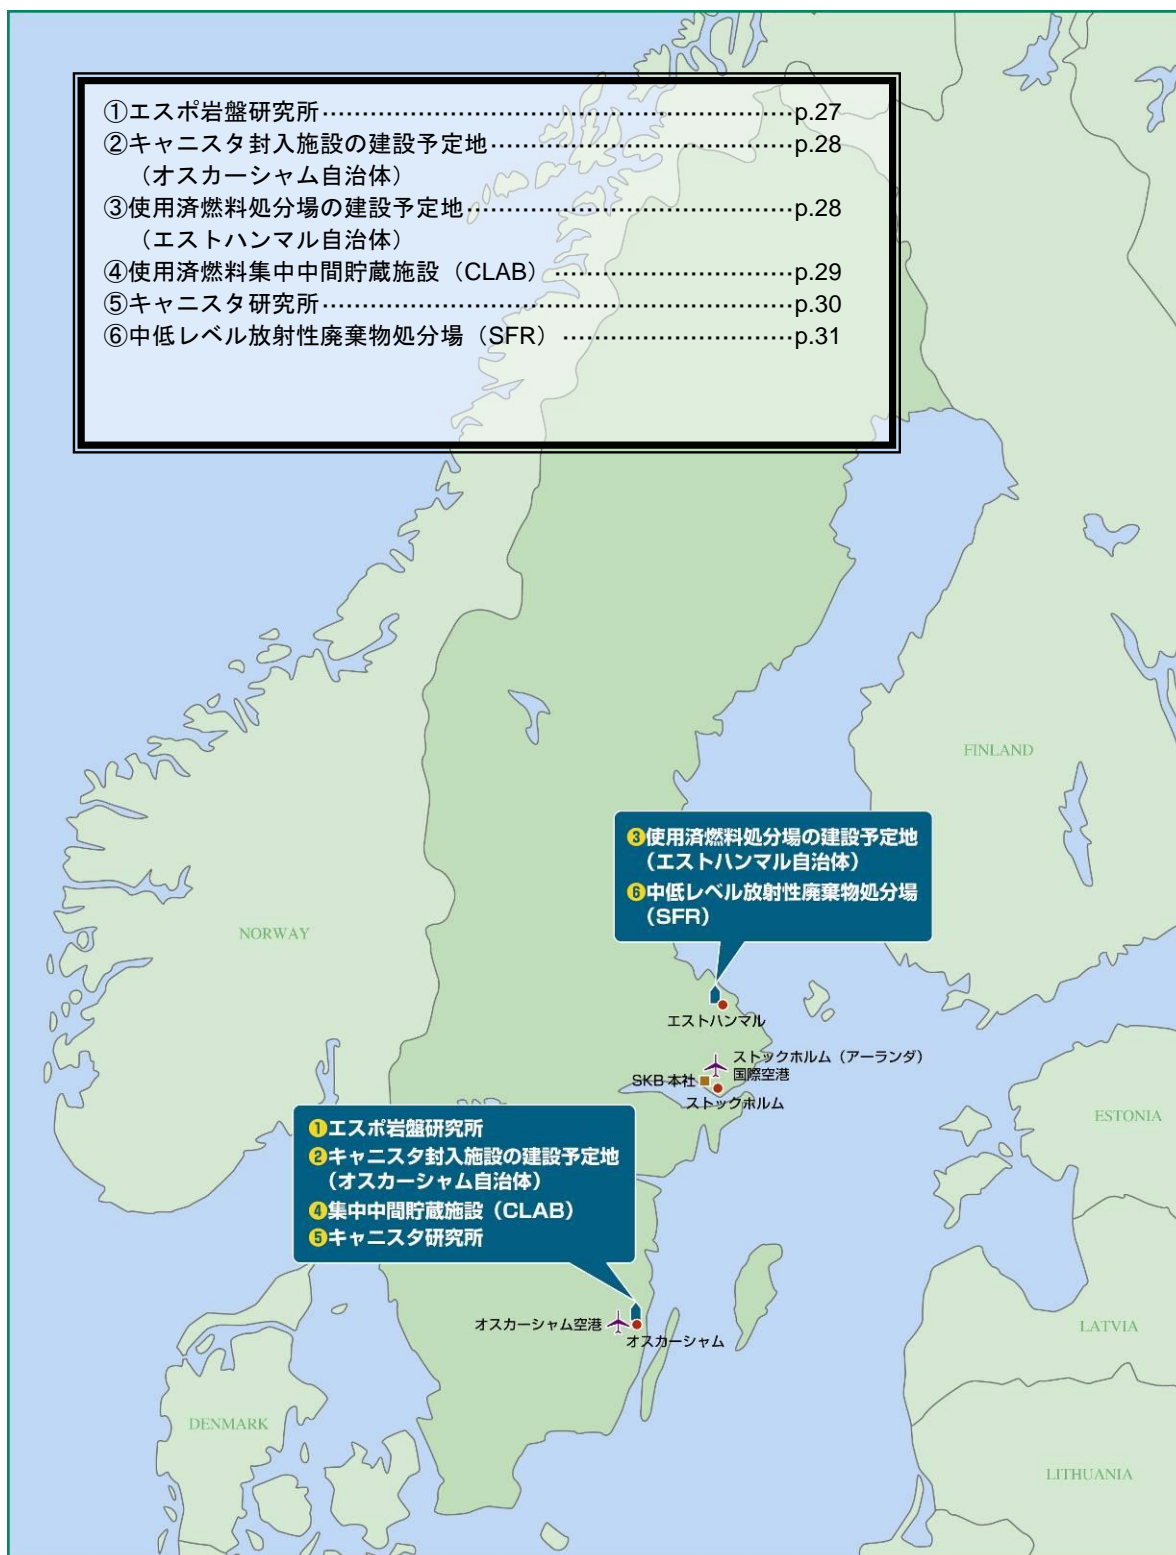 ①エスポ岩盤研究所…………………………………………………p.27
②キャニスタ封入施設の建設予定地………………………………p.28
（オスカーシャム自治体）
③使用済燃料処分場の建設予定地…………………………………p.28
（エストハンマル自治体）
④使用済燃料集中中間貯蔵施設（CLAB）…………………………p.29
⑤キャニスタ研究所…………………………………………………p.30
⑥中低レベル放射性廃棄物処分場（SFR）…………………………p.31
FINLAND
❸使用済燃料処分場の建設予定地
（エストハンマル自治体）
❻中低レベル放射性廃棄物処分場
（SFR）
NORWAY
エストハンマル
ストックホルム（アーランダ）
国際空港
SKB 本社
ストックホルム
ESTONIA
❶エスポ岩盤研究所
❷キャニスタ封入施設の建設予定地
（オスカーシャム自治体）
❹集中中間貯蔵施設（CLAB）
❺キャニスタ研究所
オスカーシャム空港
オスカーシャム
LATVIA
DENMARK
LITHUANIA